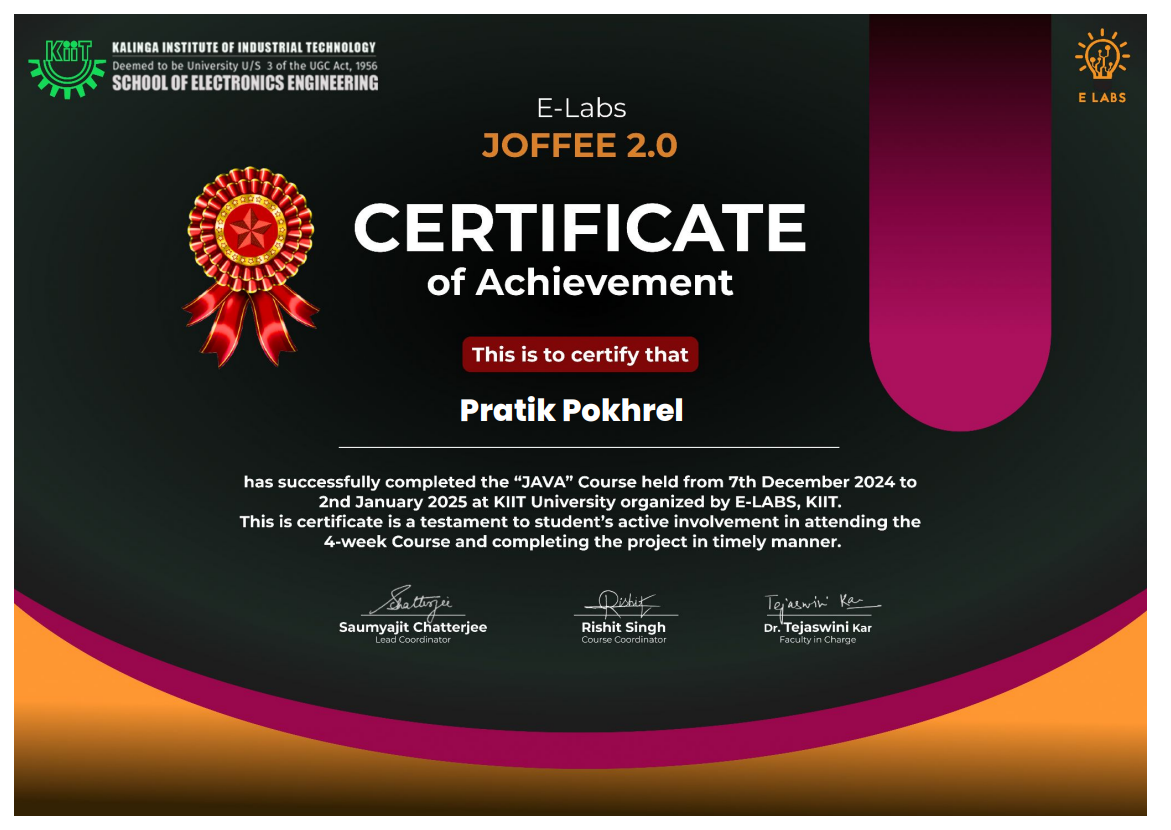 KiiT
KALINGA INSTITUTE OF INDUSTRIAL TECHNOLOGY
Deemed to be University U/S 3 of the UGC Act, 1956
SCHOOL OF ELECTRONICS ENGINEERING
E LABS
E-Labs
JOFFEE 2.0
CERTIFICATE
of Achievement
This is to certify that
Pratik Pokhrel
has successfully completed the “JAVA” Course held from 7th December 2024 to
2nd January 2025 at KIIT University organized by E-LABS, KIIT.
This is certificate is a testament to student’s active involvement in attending the
4-week Course and completing the project in timely manner.
SChatterjee
Rishit
Tejaswini Kar
Saumyajit Chatterjee
Rishit Singh
Dr. Tejaswini Kar
Lead Coordinator
Course Coordinator
Faculty in Charge